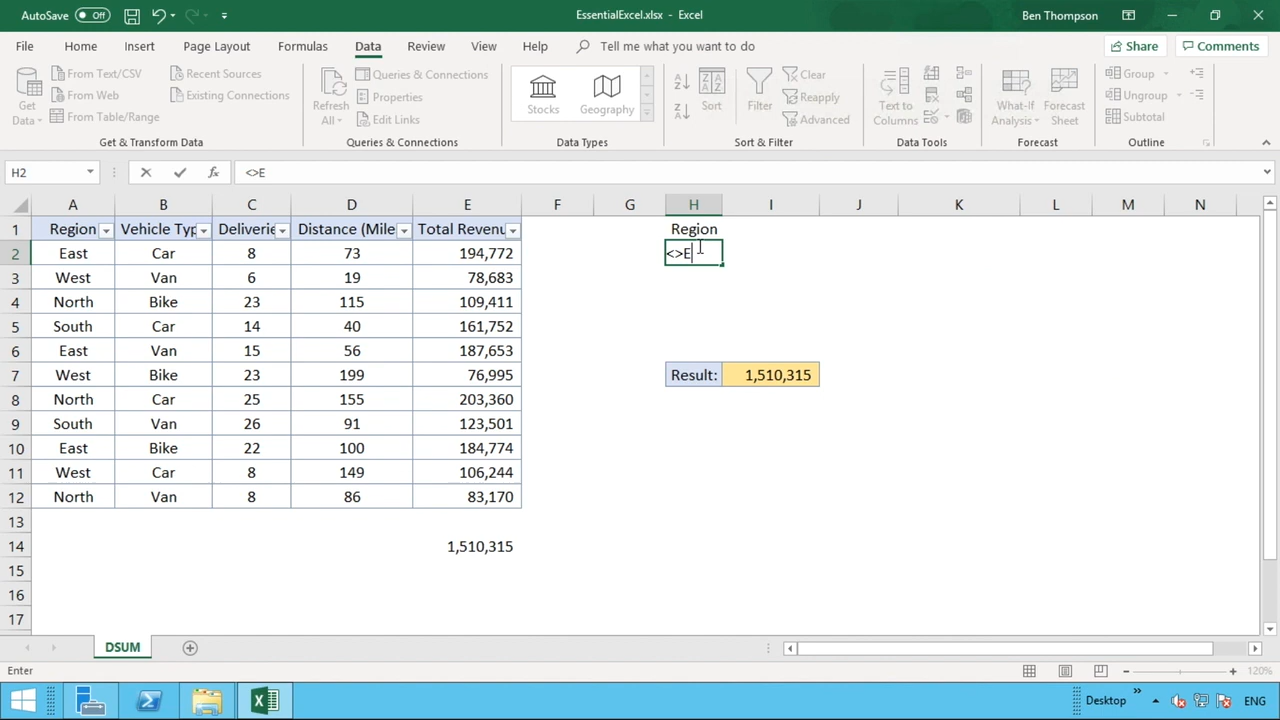 AutoSave Off EssentialExcel.xlsx - Excel Ben Thompson
File Home Insert Page Layout Formulas Data Review View Help Tell me what you want to do Share Comments
Get Data
From Text/CSV
From Web
From Table/Range
Recent Sources
Existing Connections
Refresh All
Queries & Connections
Properties
Edit Links
Stocks Geography
Sort Filter
Clear
Reapply
Advanced
Text to Columns
What-If Analysis
Forecast Sheet
Group
Ungroup
Subtotal
Get & Transform Data Queries & Connections Data Types Sort & Filter Data Tools Forecast Outline
H2 fx <>E
A B C D E F G H I J K L M N
1 Region Vehicle Typ Deliverie Distance (Mile Total Revenu Region
2 East Car 8 73 194,772 <>E
3 West Van 6 19 78,683
4 North Bike 23 115 109,411
5 South Car 14 40 161,752
6 East Van 15 56 187,653
7 West Bike 23 199 76,995 Result: 1,510,315
8 North Car 25 155 203,360
9 South Van 26 91 123,501
10 East Bike 22 100 184,774
11 West Car 8 149 106,244
12 North Van 8 86 83,170
13
14 1,510,315
15
16
17
DSUM
Enter 120%
Desktop ENG